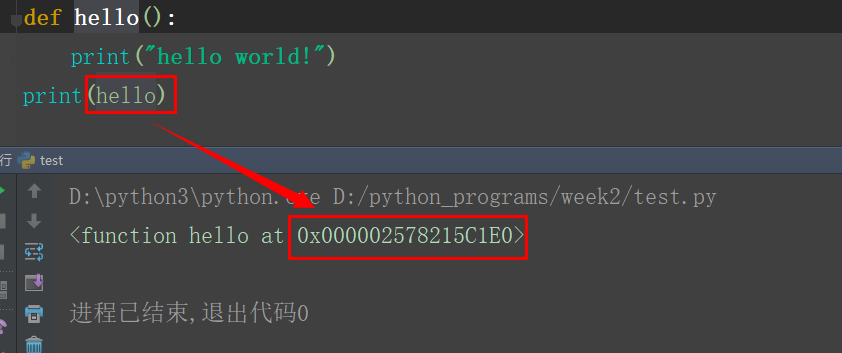 def hello():
print("hello world!")
print(hello)
行 test
D:\python3\python.exe D:/python_programs/week2/test.py
<function hello at 0x000002578215C1E0>
进程已结束,退出代码0